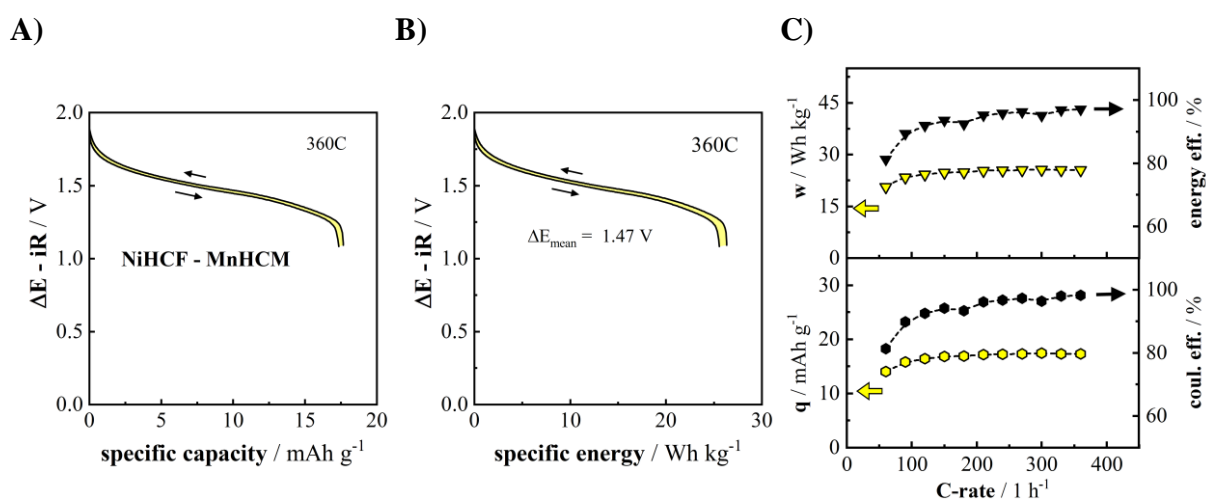 A)
B)
C)
2.0
1.5
1.0
0.5
0.0
0
5
10
15
20
ΔE - iR / V
specific capacity / mAh g⁻¹
360C
NiHCF - MnHCM
2.0
1.5
1.0
0.5
0.0
0
10
20
30
ΔE - iR / V
specific energy / Wh kg⁻¹
360C
ΔE_mean = 1.47 V
45
30
15
0
w / Wh kg⁻¹
100
80
60
energy eff. / %
30
20
10
0
q / mAh g⁻¹
100
80
60
coul. eff. / %
0
100
200
300
400
C-rate / 1 h⁻¹